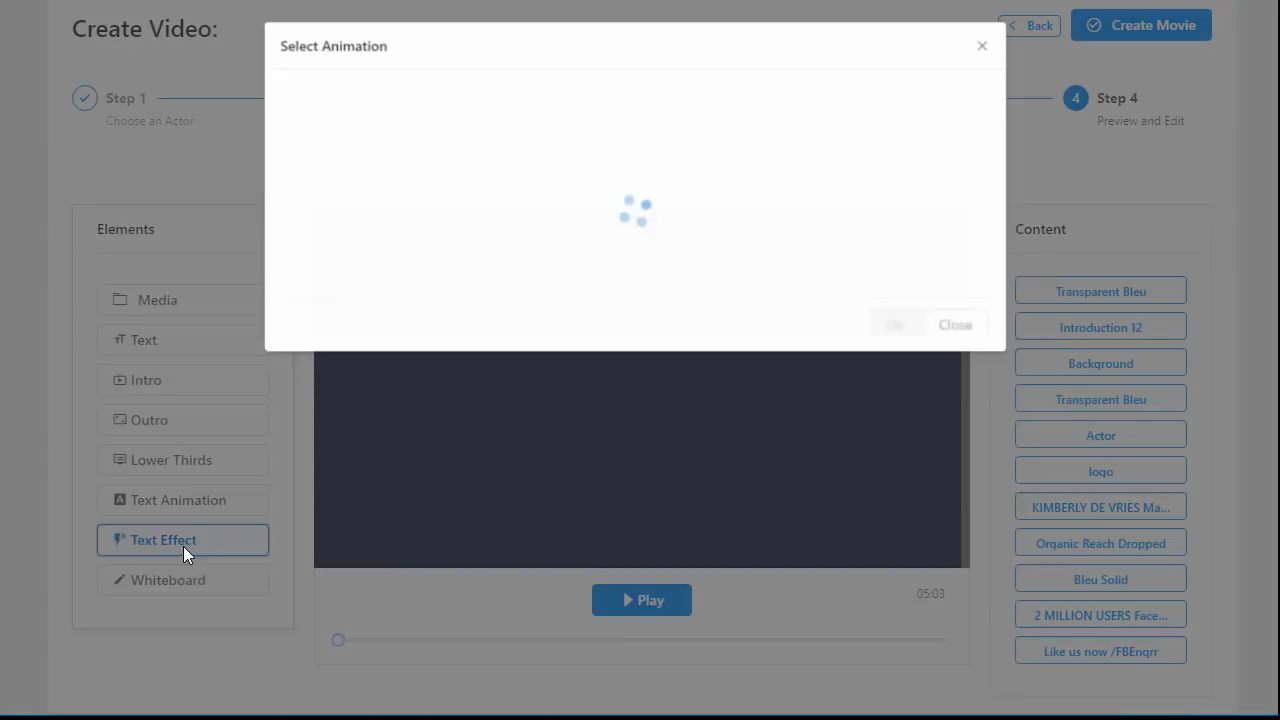 Create Video:
Select Animation
Back
Create Movie
Step 1
Choose an Actor
4
Step 4
Preview and Edit
Elements
Media
Text
Intro
Outro
Lower Thirds
Text Animation
Text Effect
Whiteboard
Ok
Close
Play
05:03
Content
Transparent Bleu
Introduction 12
Background
Transparent Bleu
Actor
logo
KIMBERLY DE VRIES Ma...
Organic Reach Dropped
Bleu Solid
2 MILLION USERS Face...
Like us now /FBEnqrr